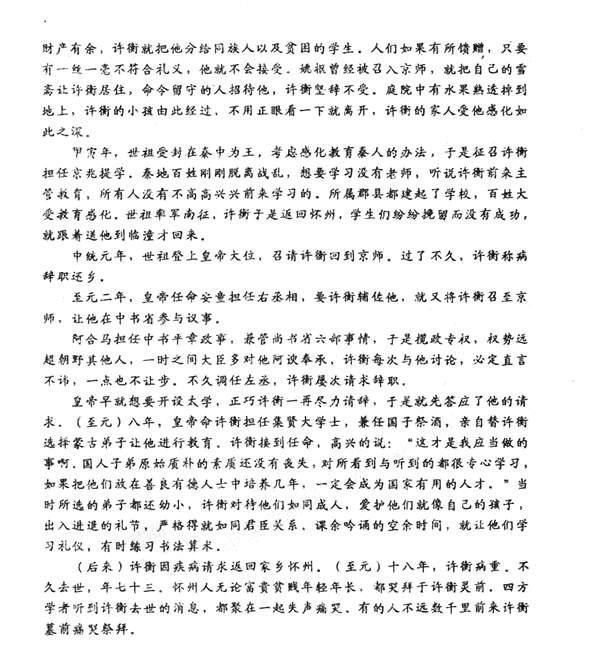 财产有余，许衡就把他分给同族人以及贫困的学生。人们如果有所馈赠，只要
有一丝一毫不符合礼义，他就不会接受。姚枢曾经被召入京师，就把自己的雪
斋让许衡居住，命令留守的人招待他，许衡坚辞不受。庭院中有水果熟透掉到
地上，许衡的小孩由此经过，不用正眼看一下就离开，许衡的家人受他感化如
此之深。
甲寅年，世祖受封在秦中为王，考虑感化教育秦人的办法，于是征召许衡
担任京兆提学。秦地百姓刚刚脱离战乱，想要学习没有老师，听说许衡前来主
管教育，所有人没有不高高兴兴前来学习的。所属郡县都建起了学校，百姓大
受教育感化。世祖率军南征，许衡于是返回怀州，学生们纷纷挽留而没有成功，
就跟着送他到临潼才回来。
中统元年，世祖登上皇帝大位，召请许衡回到京师。过了不久，许衡称病
辞职还乡。
至元二年，皇帝任命安童担任右丞相，要许衡辅佐他，就又将许衡召至京
师，让他在中书省参与议事。
阿合马担任中书平章政事，兼管尚书省六部事情，于是揽政专权，权势远
超朝野其他人，一时之间大臣多对他阿谀奉承，许衡每次与他讨论，必定直言
不讳，一点也不让步。不久调任左丞，许衡屡次请求辞职。
皇帝早就想要开设太学，正巧许衡一再尽力请辞，于是就先答应了他的请
求。（至元）八年，皇帝命许衡担任集贤大学士，兼任国子祭酒，亲自替许衡
选择蒙古弟子让他进行教育。许衡接到任命，高兴的说：“这才是我应当做的
事啊。国人子弟原始质朴的素质还没有丧失，对所看到与听到的都很专心学习，
如果把他们放在善良有德人士中培养几年，一定会成为国家有用的人才。”当
时所选的弟子都还幼小，许衡对待他们如同成人，爱护他们就像自己的孩子，
出入进退的礼节，严格得就如同君臣关系。课余吟诵的空余时间，就让他们学
习礼仪，有时练习书法算术。
（后来）许衡因疾病请求返回家乡怀州。（至元）十八年，许衡病重。不
久去世，年七十三。怀州人无论富贵贫贱年轻年长，都哭拜于许衡灵前。四方
学者听到许衡去世的消息，都聚在一起失声痛哭。有的人不远数千里前来许衡
墓前痛哭祭拜。